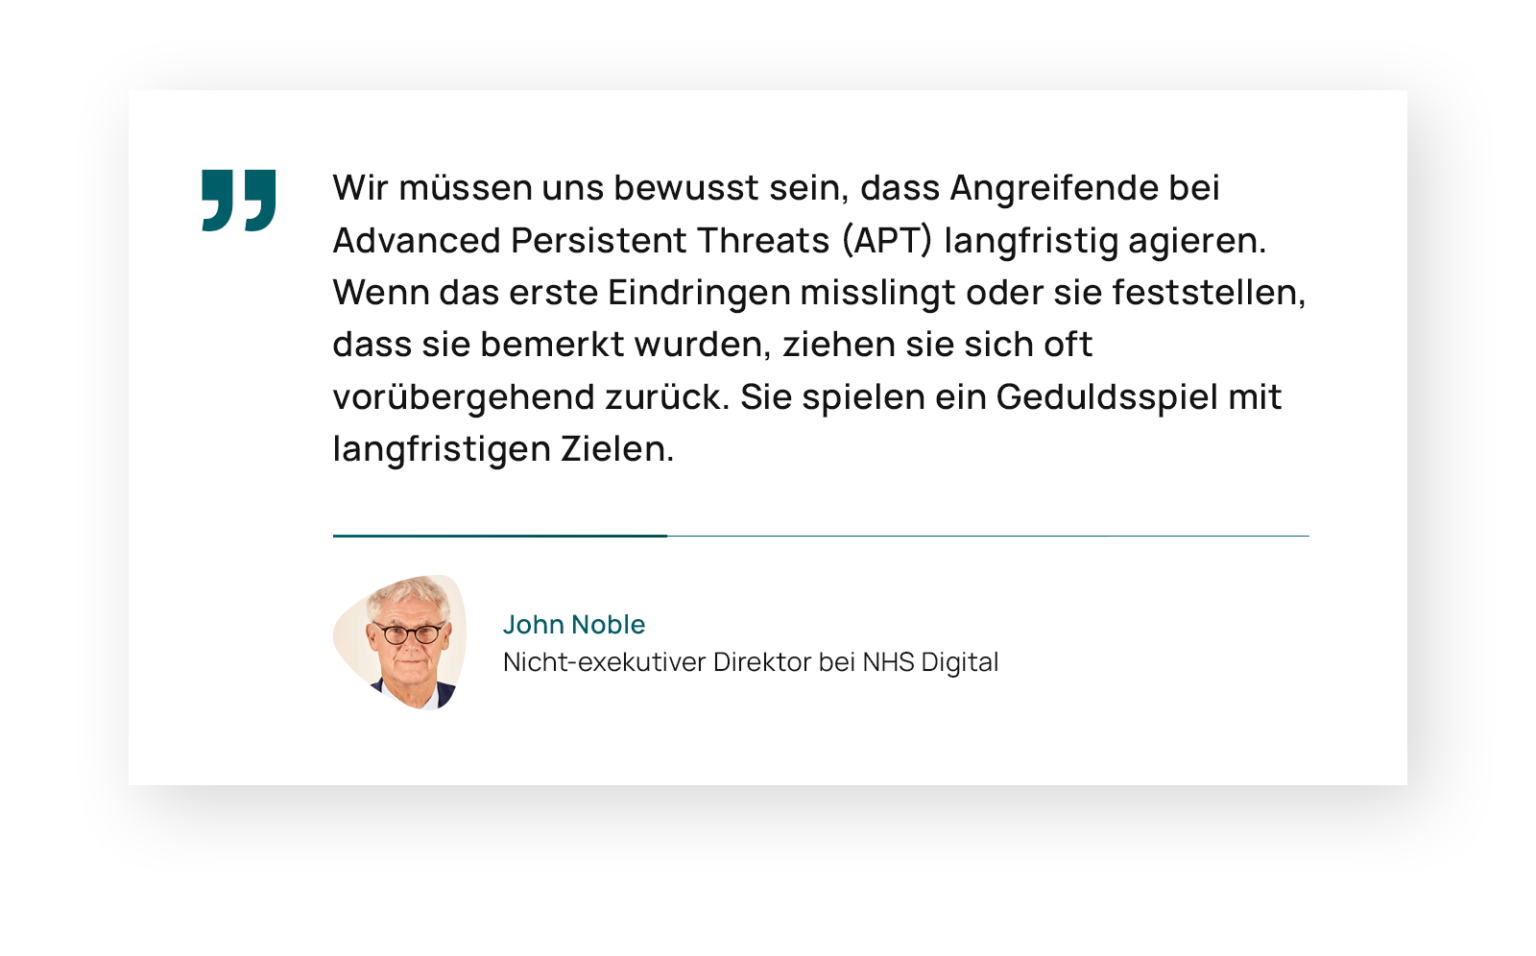 Wir müssen uns bewusst sein, dass Angreifende bei
Advanced Persistent Threats (APT) langfristig agieren.
Wenn das erste Eindringen misslingt oder sie feststellen,
dass sie bemerkt wurden, ziehen sie sich oft
vorübergehend zurück. Sie spielen ein Geduldsspiel mit
langfristigen Zielen.
John Noble
Nicht-exekutiver Direktor bei NHS Digital